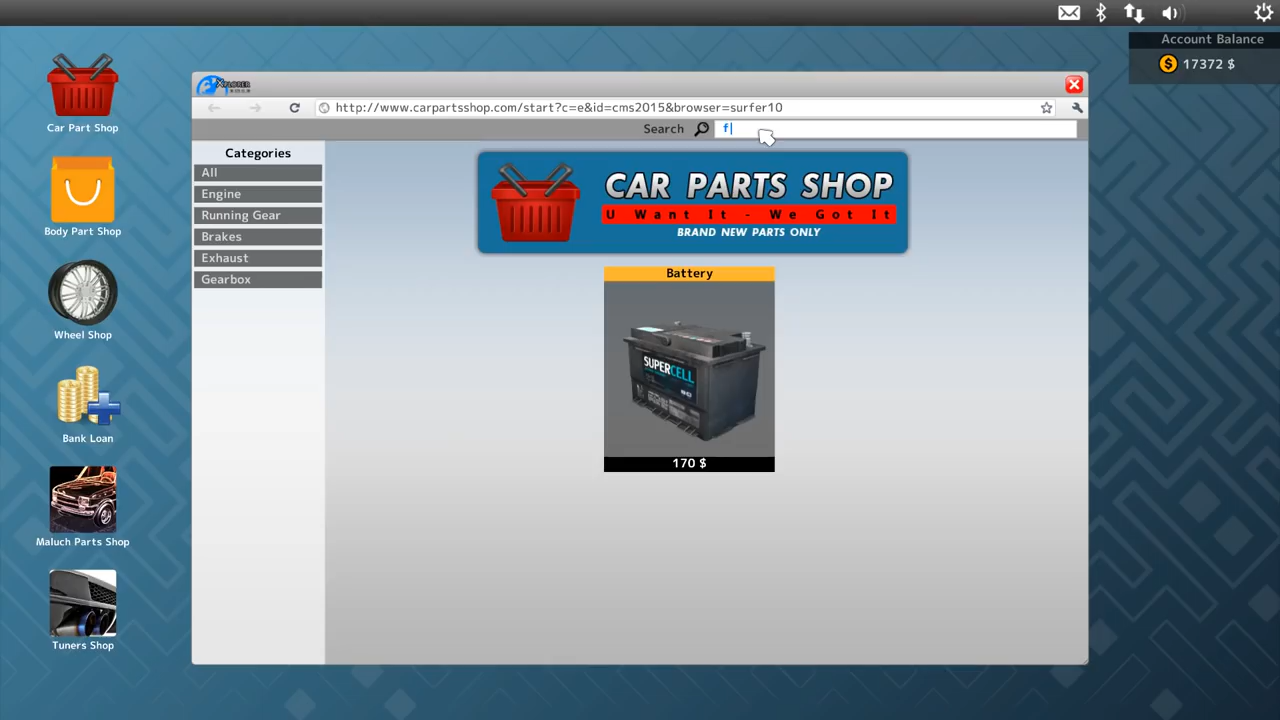 Account Balance
$ 17372 $
Car Part Shop
Body Part Shop
Wheel Shop
Bank Loan
Maluch Parts Shop
Tuners Shop
XPLORER
http://www.carpartsshop.com/start?c=e&id=cms2015&browser=surfer10
Search f
Categories
All
Engine
Running Gear
Brakes
Exhaust
Gearbox
CAR PARTS SHOP
U Want It - We Got It
BRAND NEW PARTS ONLY
Battery
SUPERCELL
170 $